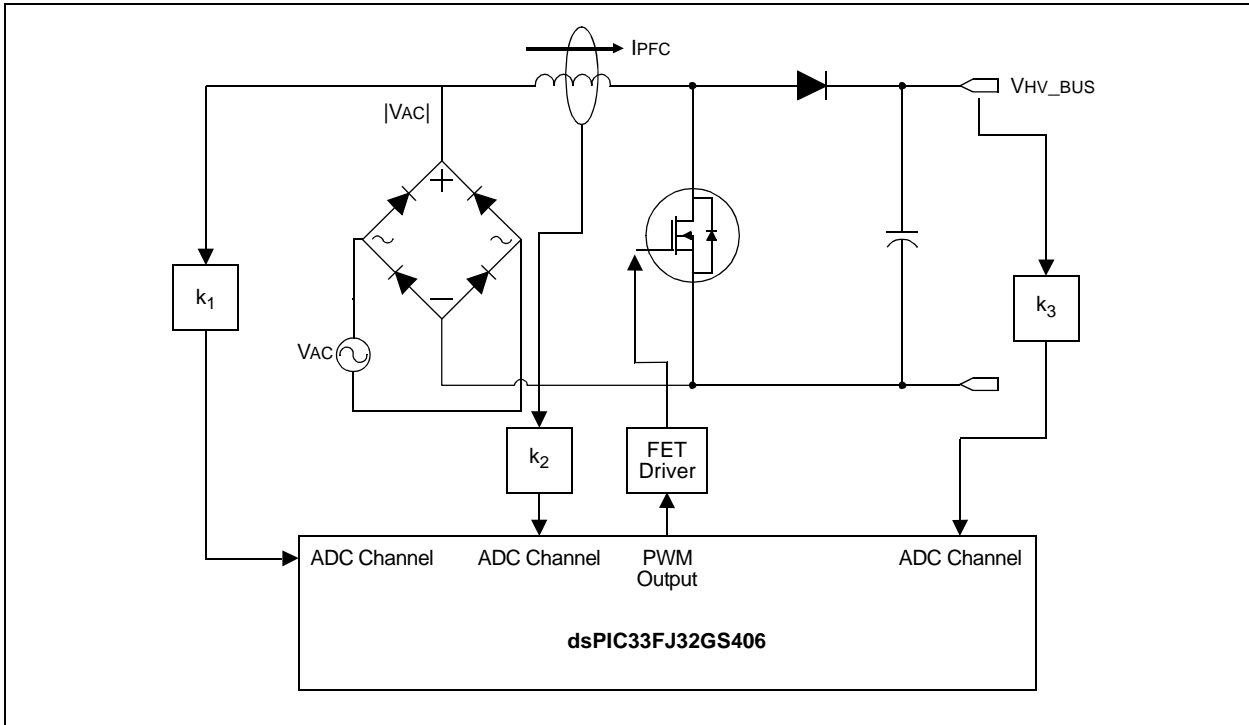 IPFC
VHV_BUS
|VAC|
k1
k3
VAC
k2
FET
Driver
ADC Channel
ADC Channel
PWM
Output
ADC Channel
dsPIC33FJ32GS406